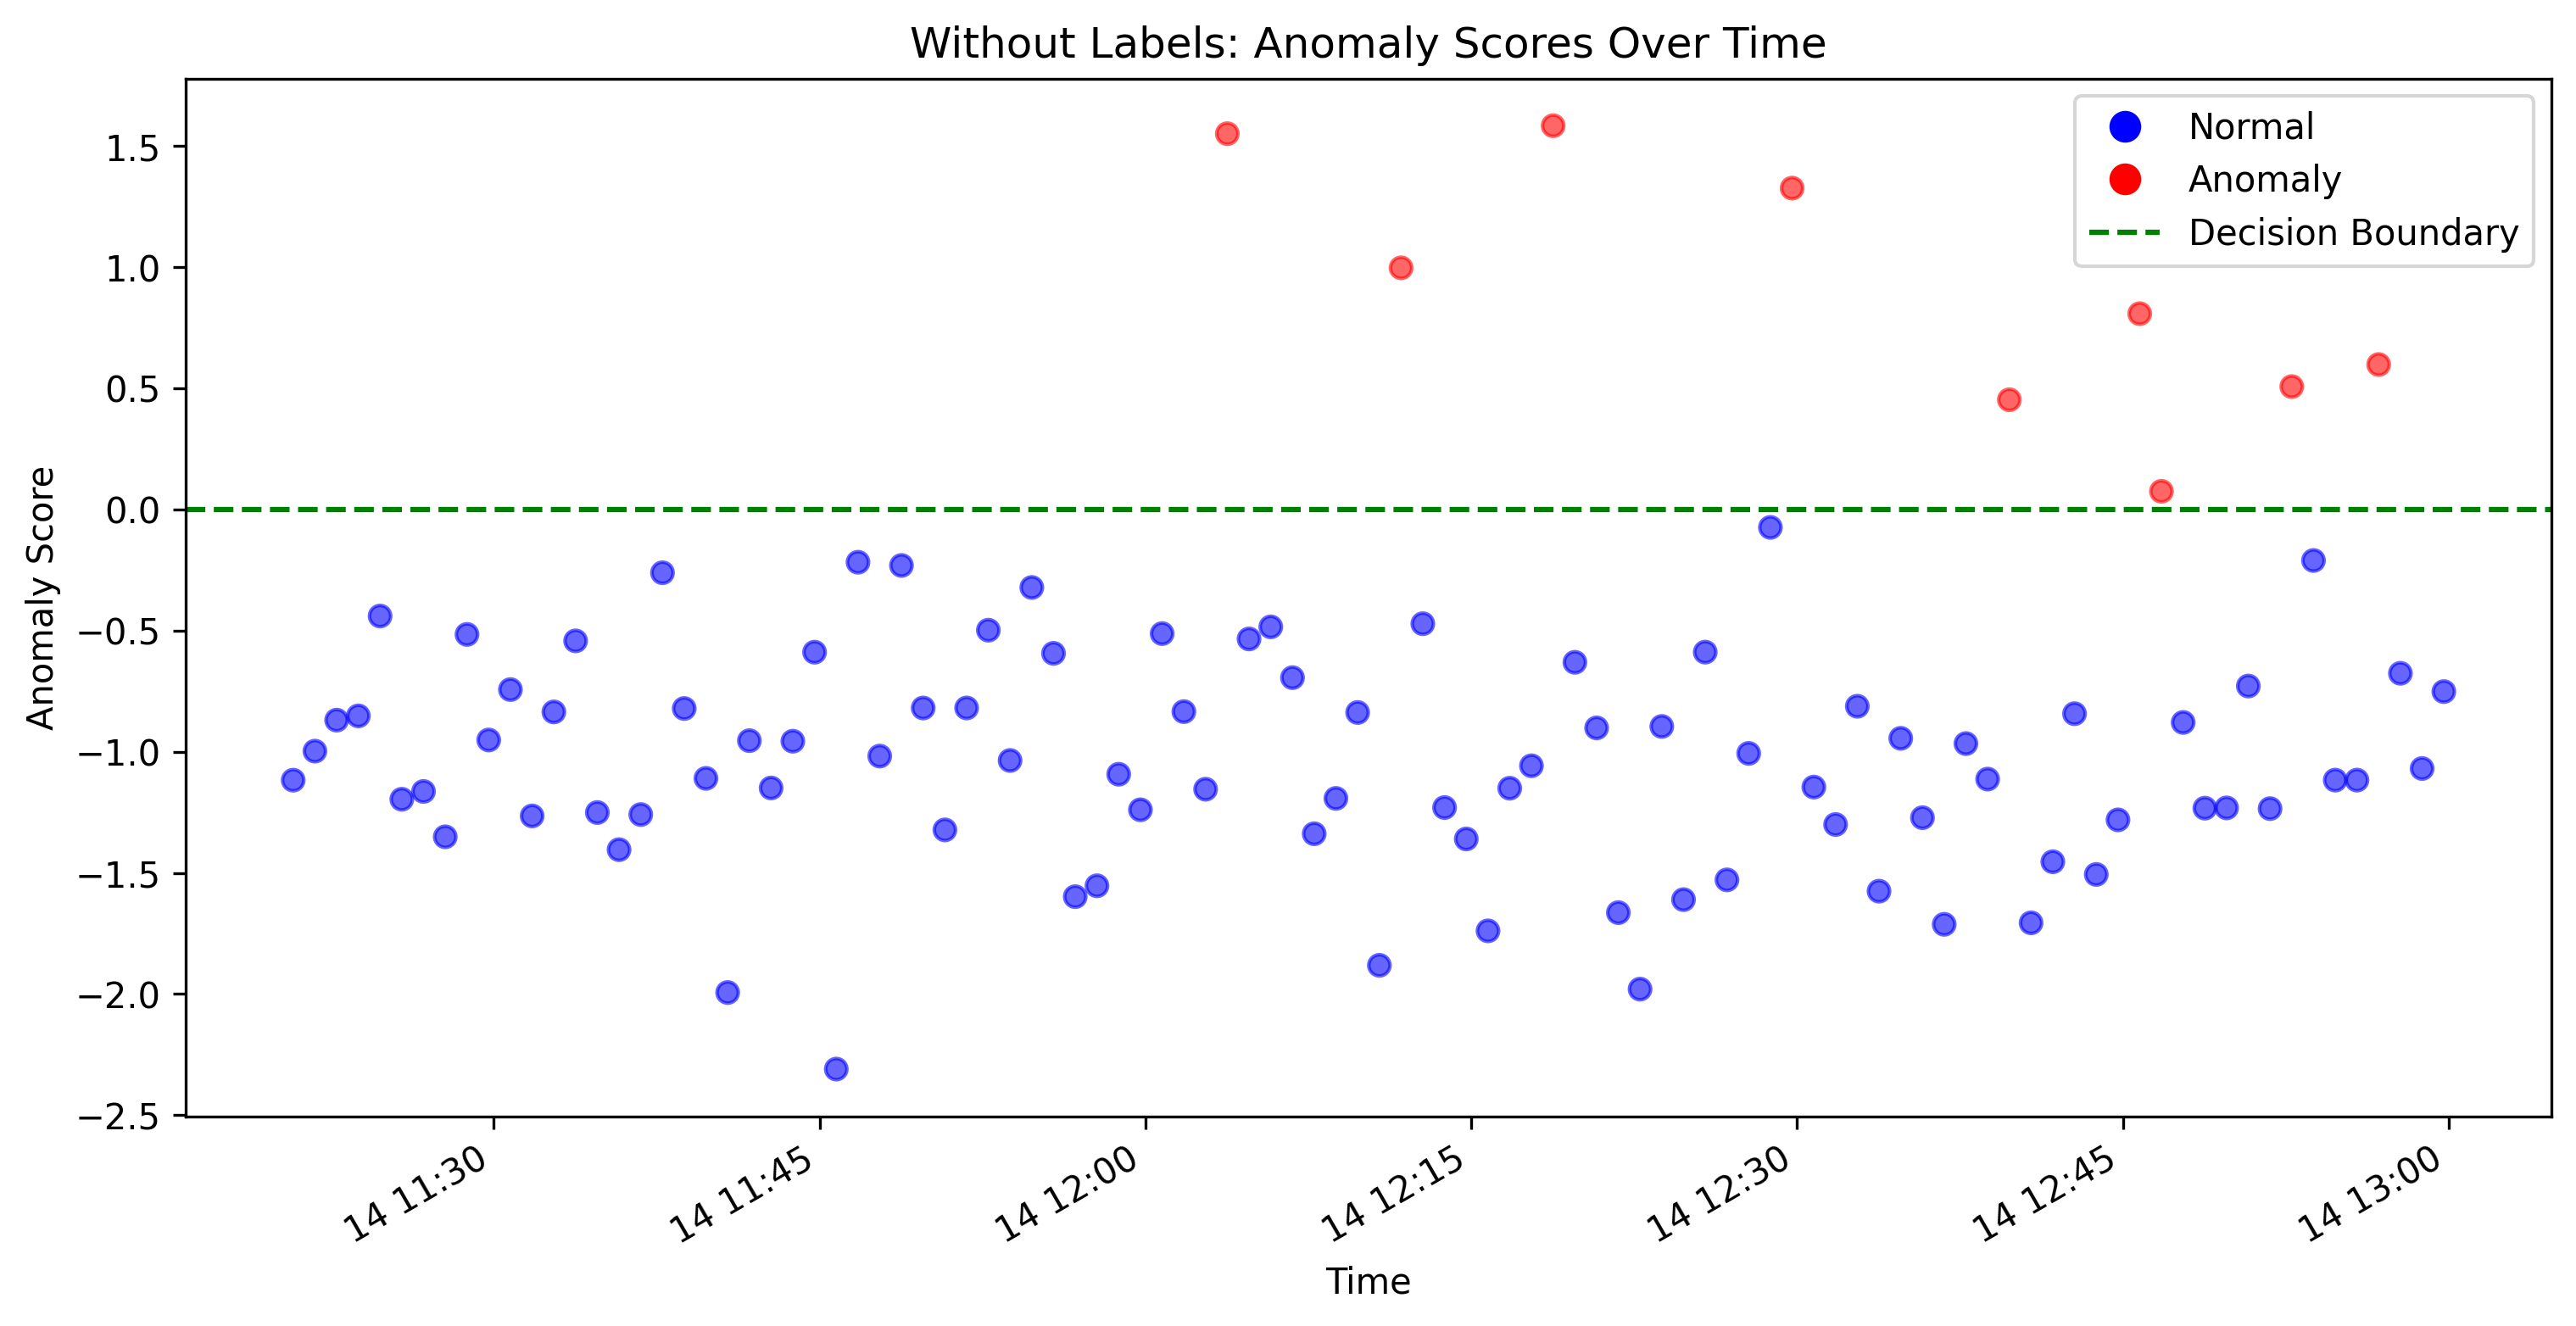 Without Labels: Anomaly Scores Over Time
Normal
Anomaly
Decision Boundary
Anomaly Score
1.5
1.0
0.5
0.0
−0.5
−1.0
−1.5
−2.0
−2.5
14 11:30
14 11:45
14 12:00
14 12:15
14 12:30
14 12:45
14 13:00
Time